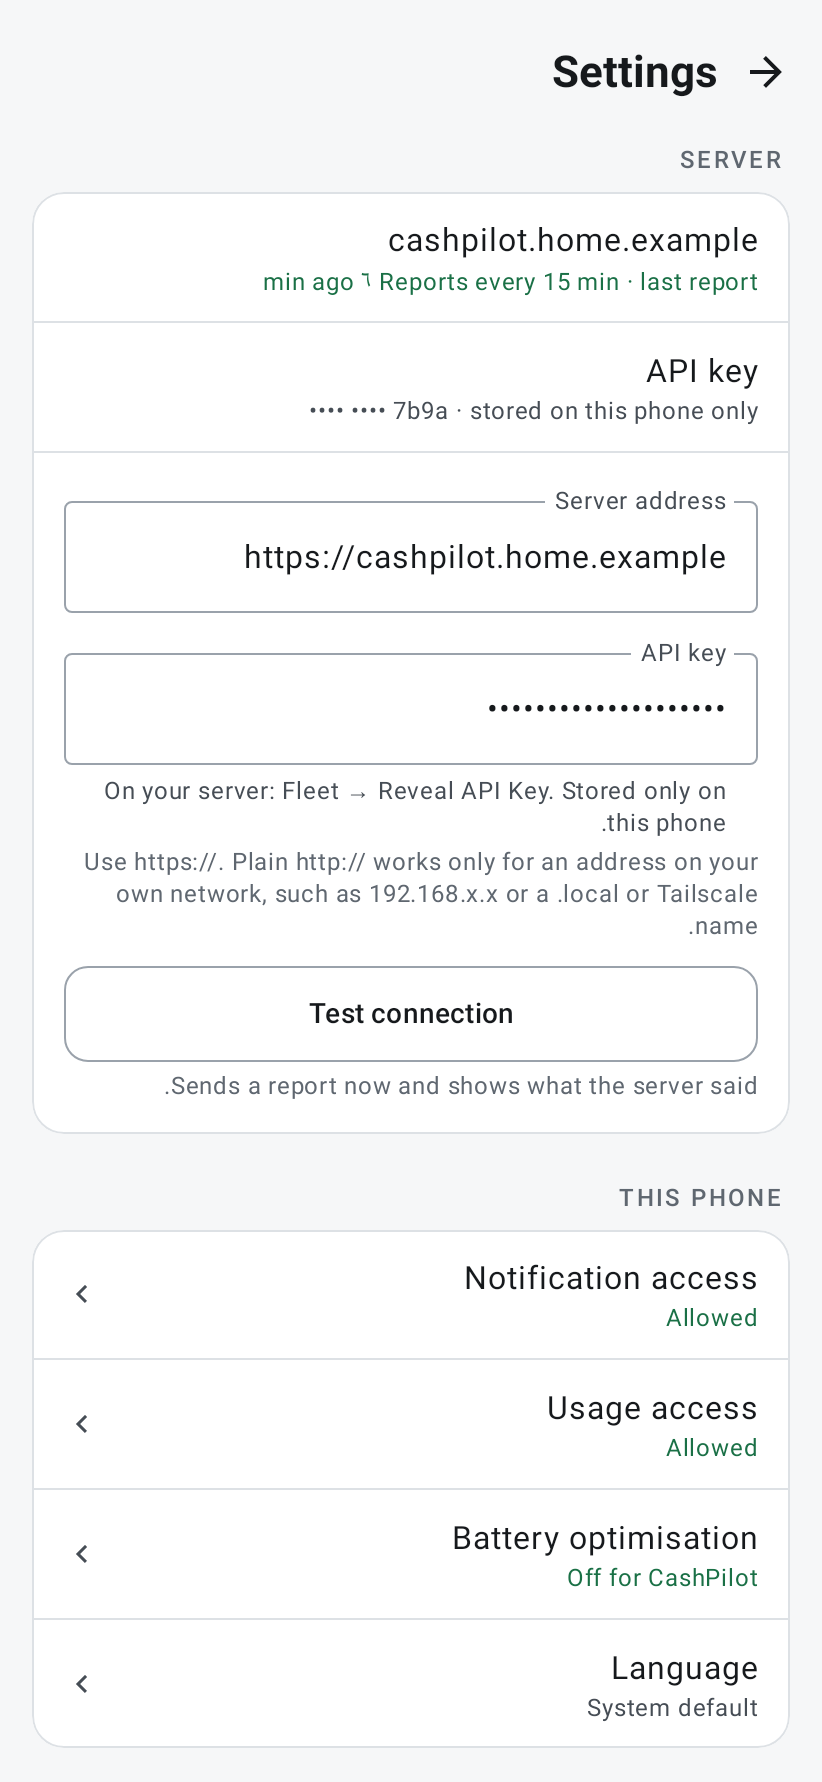 Settings
SERVER
cashpilot.home.example
min ago ٦ Reports every 15 min · last report
API key
•••• •••• 7b9a · stored on this phone only
Server address
https://cashpilot.home.example
API key
••••••••••••••••••••
On your server: Fleet → Reveal API Key. Stored only on
.this phone
Use https://. Plain http:// works only for an address on your
own network, such as 192.168.x.x or a .local or Tailscale
.name
Test connection
.Sends a report now and shows what the server said
THIS PHONE
Notification access
Allowed
Usage access
Allowed
Battery optimisation
Off for CashPilot
Language
System default